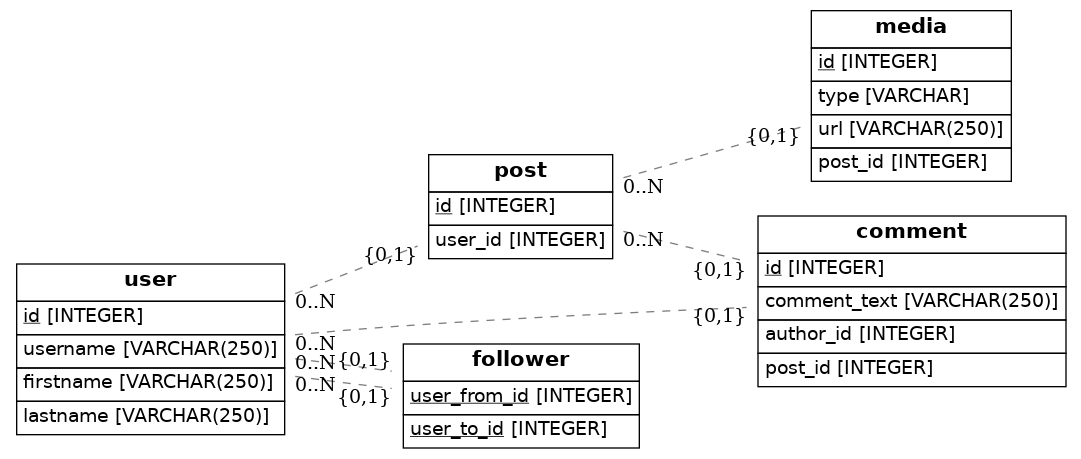 media
id [INTEGER]
type [VARCHAR]
url [VARCHAR(250)]
post_id [INTEGER]
{0,1}
0..N
post
id [INTEGER]
user_id [INTEGER]
0..N
{0,1}
comment
id [INTEGER]
comment_text [VARCHAR(250)]
author_id [INTEGER]
post_id [INTEGER]
{0,1}
{0,1}
0..N
user
id [INTEGER]
username [VARCHAR(250)]
firstname [VARCHAR(250)]
lastname [VARCHAR(250)]
0..N
0..N
{0,1}
0..N
{0,1}
follower
user_from_id [INTEGER]
user_to_id [INTEGER]